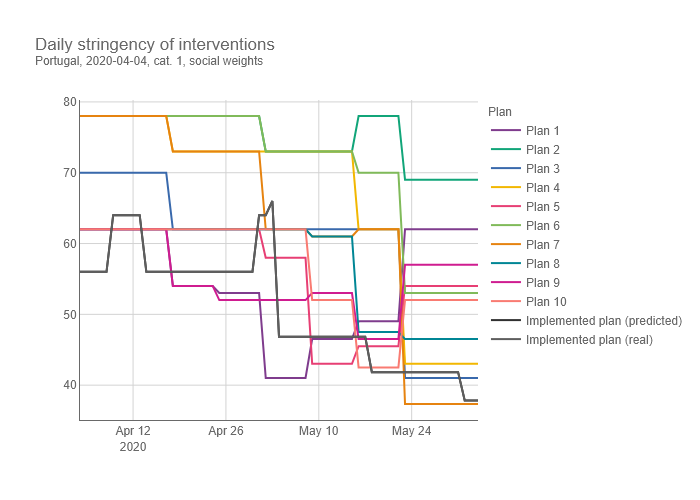 Daily stringency of interventions
Portugal, 2020-04-04, cat. 1, social weights
80
70
60
50
40
Apr 12
2020
Apr 26
May 10
May 24
Plan
Plan 1
Plan 2
Plan 3
Plan 4
Plan 5
Plan 6
Plan 7
Plan 8
Plan 9
Plan 10
Implemented plan (predicted)
Implemented plan (real)